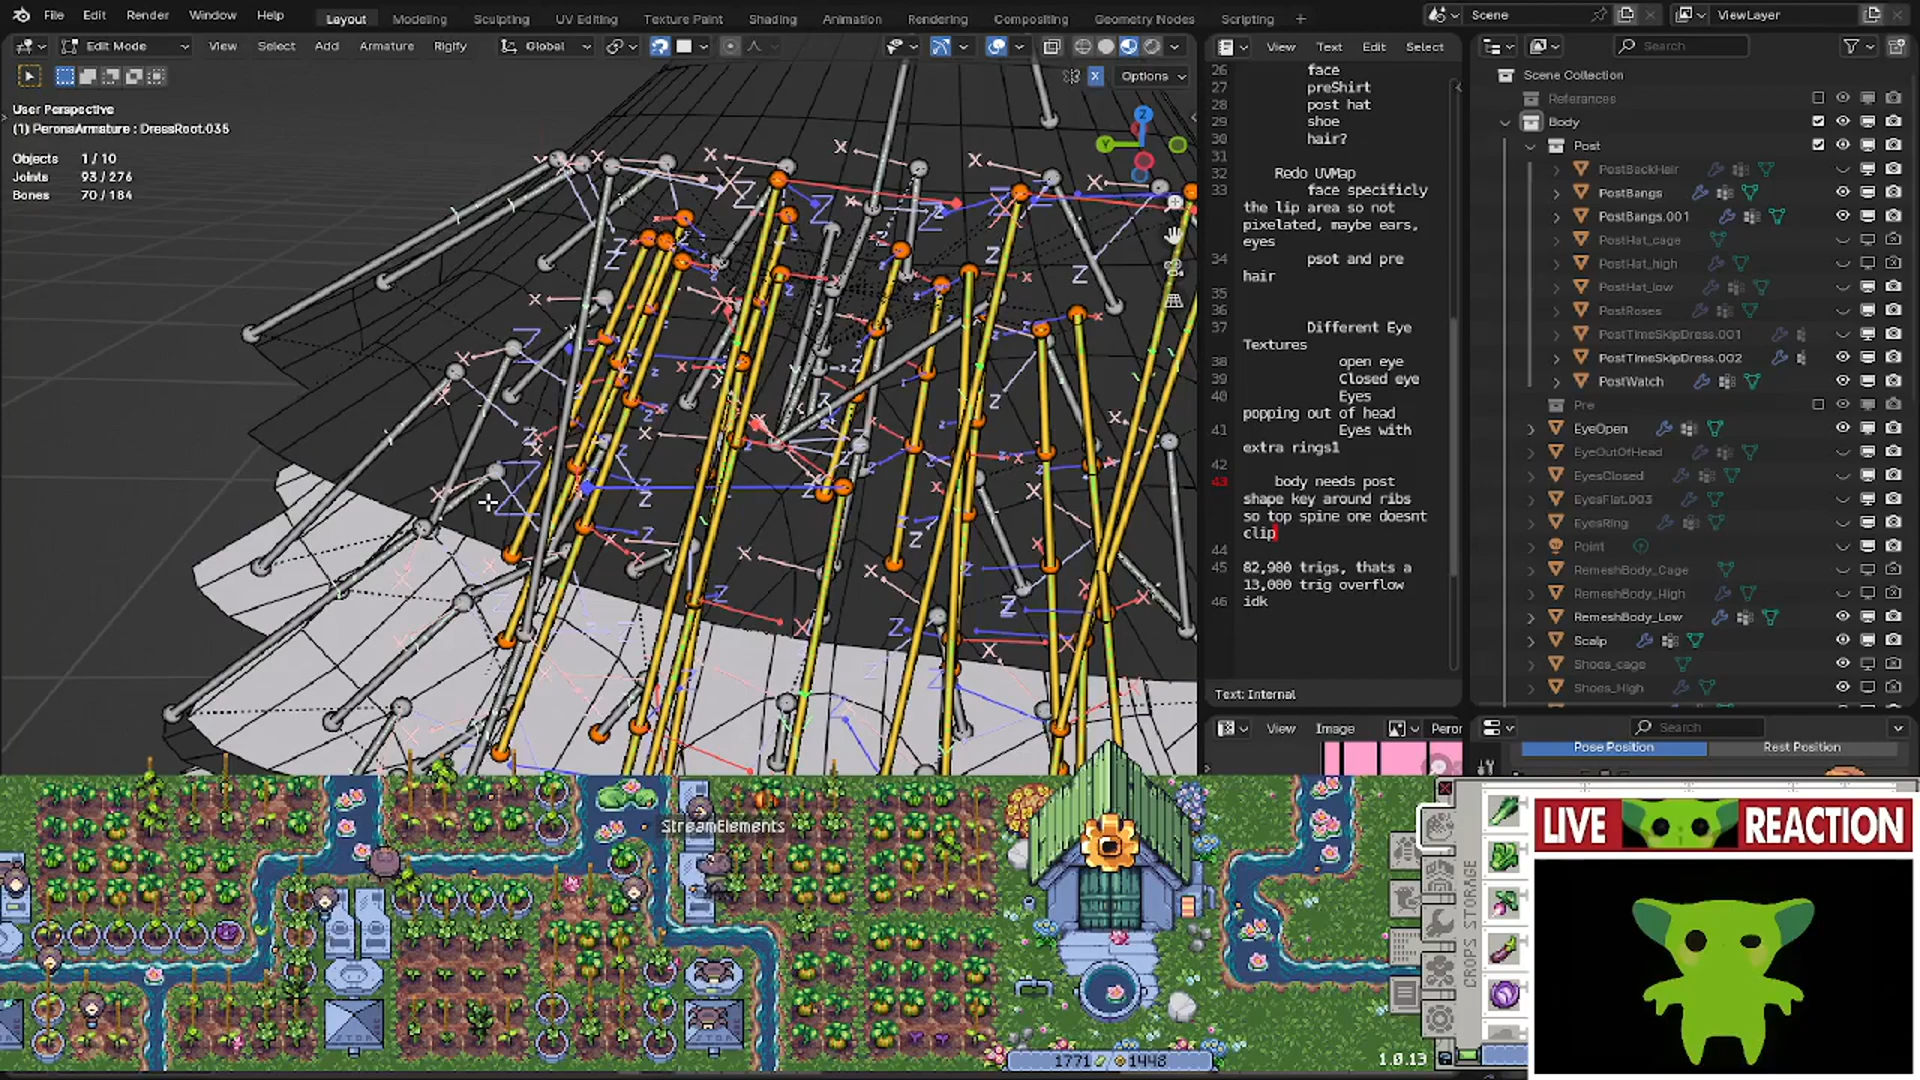 File Edit Render Window Help Layout Modeling Sculpting UV Editing Texture Paint Shading Animation Rendering Compositing Geometry Nodes Scripting + Scene ViewLayer
Edit Mode View Select Add Armature Rigify Global View Text Edit Select Search
Options
User Perspective
(1) PeronaArmature : DressRoot.035
Objects 1 / 10
Joints 93 / 276
Bones 70 / 184
26 face
27 preShirt
28 post hat
29 shoe
30 hair?
31
32 Redo UVMap
33 face specificly
the lip area so not
pixelated, maybe ears,
eyes
34 psot and pre
hair
35
36
37 Different Eye
Textures
38 open eye
39 Closed eye
40 Eyes
popping out of head
41 Eyes with
extra rings1
42
43 body needs post
shape key around ribs
so top spine one doesnt
clip
44
45 82,900 trigs, thats a
13,000 trig overflow
46 idk
Text: Internal
View Image Peror
Scene Collection
Referances
Body
Post
PostBackHair
PostBangs
PostBangs.001
PostHat_cage
PostHat_high
PostHat_low
PostRoses
PostTimeSkipDress.001
PostTimeSkipDress.002
PostWatch
Pre
EyeOpen
EyeOutOfHead
EyesClosed
EyesFlat.003
EyesRing
Point
RemeshBody_Cage
RemeshBody_High
RemeshBody_Low
Scalp
Shoes_cage
Shoes_High
Search
Pose Position Rest Position
StreamElements
CROPS STORAGE
LIVE REACTION
1771 1448
1.0.13